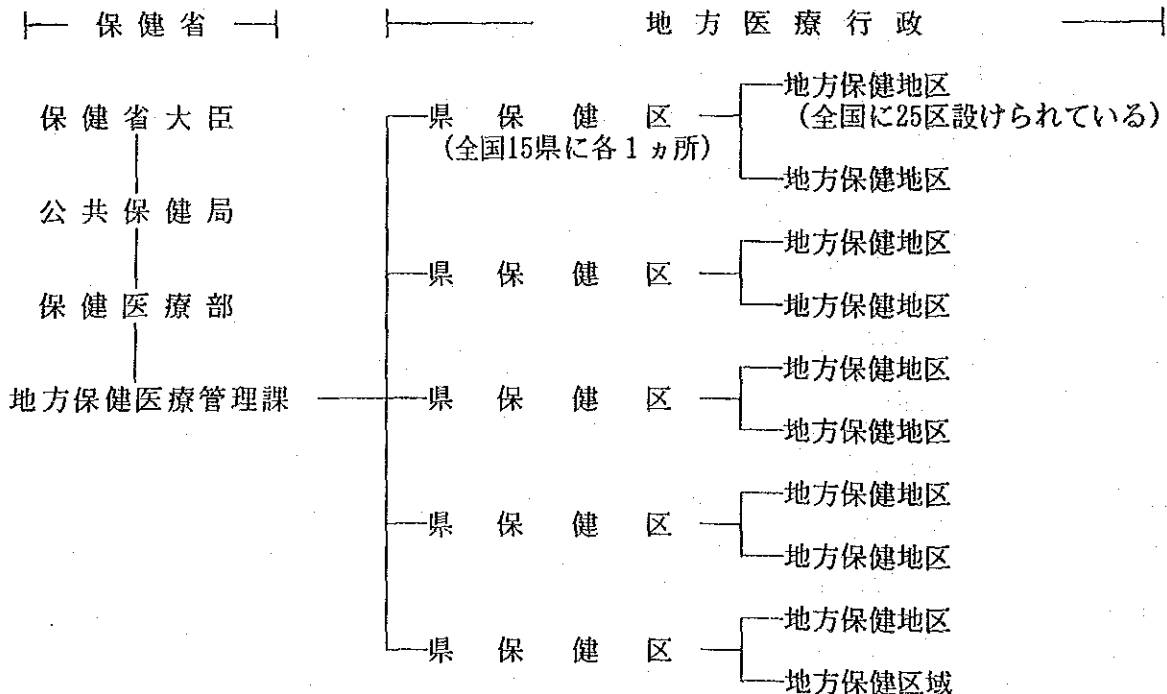 保健省 地方医療行政
地方保健地区
保健省大臣 県保健区 (全国に25区設けられている)
(全国15県に各1ヵ所)
地方保健地区
公共保健局
地方保健地区
県保健区
保健医療部 地方保健地区
地方保健地区
地方保健医療管理課 県保健区
地方保健地区
地方保健地区
県保健区
地方保健地区
地方保健地区
県保健区
地方保健区域